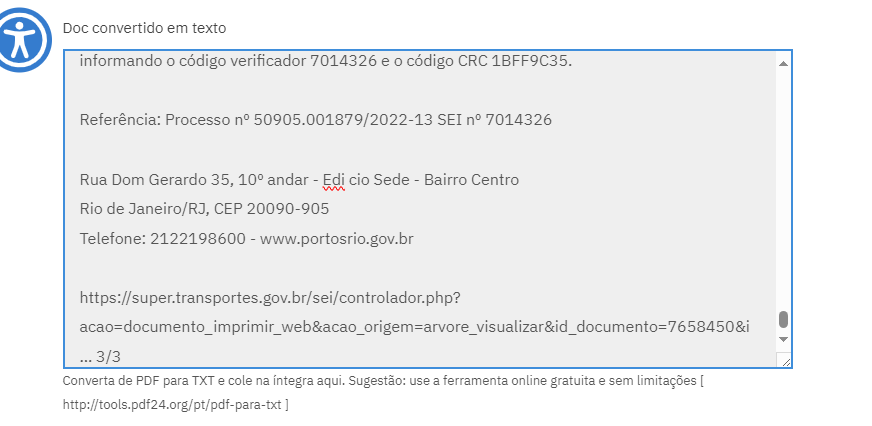 Doc convertido em texto
informando o código verificador 7014326 e o código CRC 1BFF9C35.
Referência: Processo nº 50905.001879/2022-13 SEI nº 7014326
Rua Dom Gerardo 35, 10º andar - Edi cio Sede - Bairro Centro
Rio de Janeiro/RJ, CEP 20090-905
Telefone: 2122198600 - www.portosrio.gov.br
https://super.transportes.gov.br/sei/controlador.php?
acao=documento_imprimir_web&acao_origem=arvore_visualizar&id_documento=7658450&i
... 3/3
Converta de PDF para TXT e cole na íntegra aqui. Sugestão: use a ferramenta online gratuita e sem limitações [
http://tools.pdf24.org/pt/pdf-para-txt ]